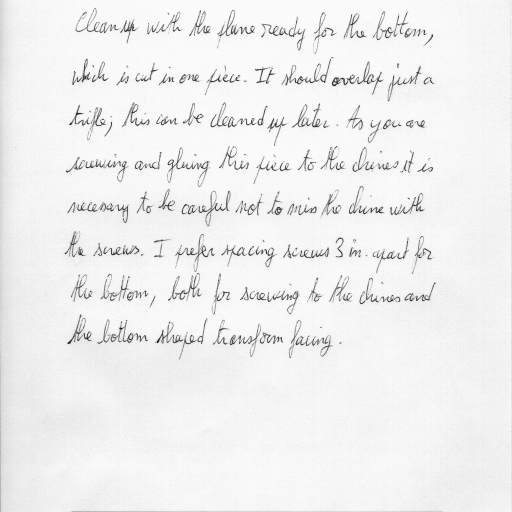 Clean up with the plane ready for the bottom,
which is cut in one piece. It should overlap just a
trifle; this can be cleaned up later. As you are
screwing and gluing this piece to the chines it is
necessary to be careful not to miss the chine with
the screws. I prefer spacing screws 3 in. apart for
the bottom, both for screwing to the chines and
the bottom shaped transform facing.